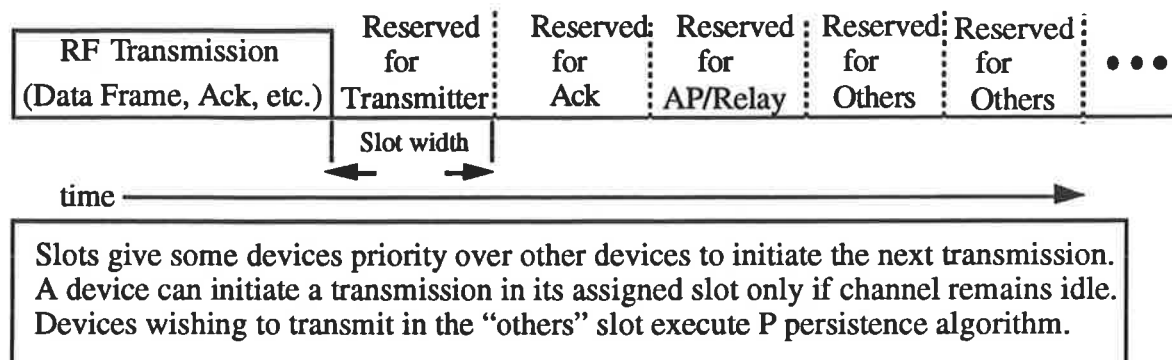 RF Transmission
(Data Frame, Ack, etc.)
Reserved
for
Transmitter
Reserved
for
Ack
Reserved
for
AP/Relay
Reserved
for
Others
Reserved
for
Others
Slot width
time
Slots give some devices priority over other devices to initiate the next transmission.
A device can initiate a transmission in its assigned slot only if channel remains idle.
Devices wishing to transmit in the “others” slot execute P persistence algorithm.